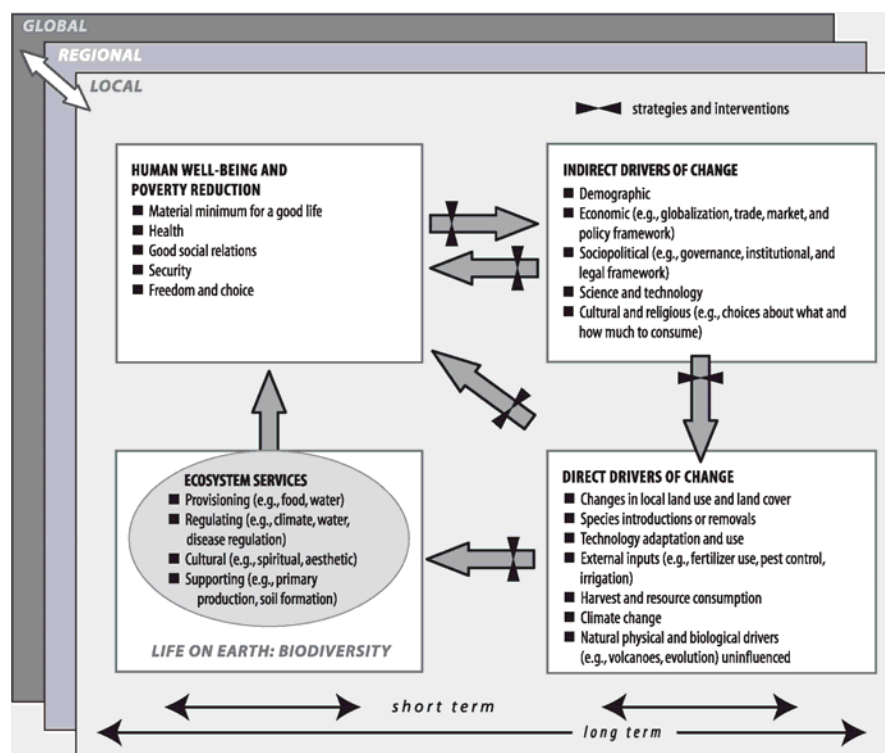 GLOBAL
REGIONAL
LOCAL
strategies and interventions
HUMAN WELL-BEING AND
POVERTY REDUCTION
■ Material minimum for a good life
■ Health
■ Good social relations
■ Security
■ Freedom and choice
INDIRECT DRIVERS OF CHANGE
■ Demographic
■ Economic (e.g., globalization, trade, market, and
policy framework)
■ Sociopolitical (e.g., governance, institutional, and
legal framework)
■ Science and technology
■ Cultural and religious (e.g., choices about what and
how much to consume)
ECOSYSTEM SERVICES
■ Provisioning (e.g., food, water)
■ Regulating (e.g., climate, water,
disease regulation)
■ Cultural (e.g., spiritual, aesthetic)
■ Supporting (e.g., primary
production, soil formation)
LIFE ON EARTH: BIODIVERSITY
DIRECT DRIVERS OF CHANGE
■ Changes in local land use and land cover
■ Species introductions or removals
■ Technology adaptation and use
■ External inputs (e.g., fertilizer use, pest control,
irrigation)
■ Harvest and resource consumption
■ Climate change
■ Natural physical and biological drivers
(e.g., volcanoes, evolution) uninfluenced
short term
long term